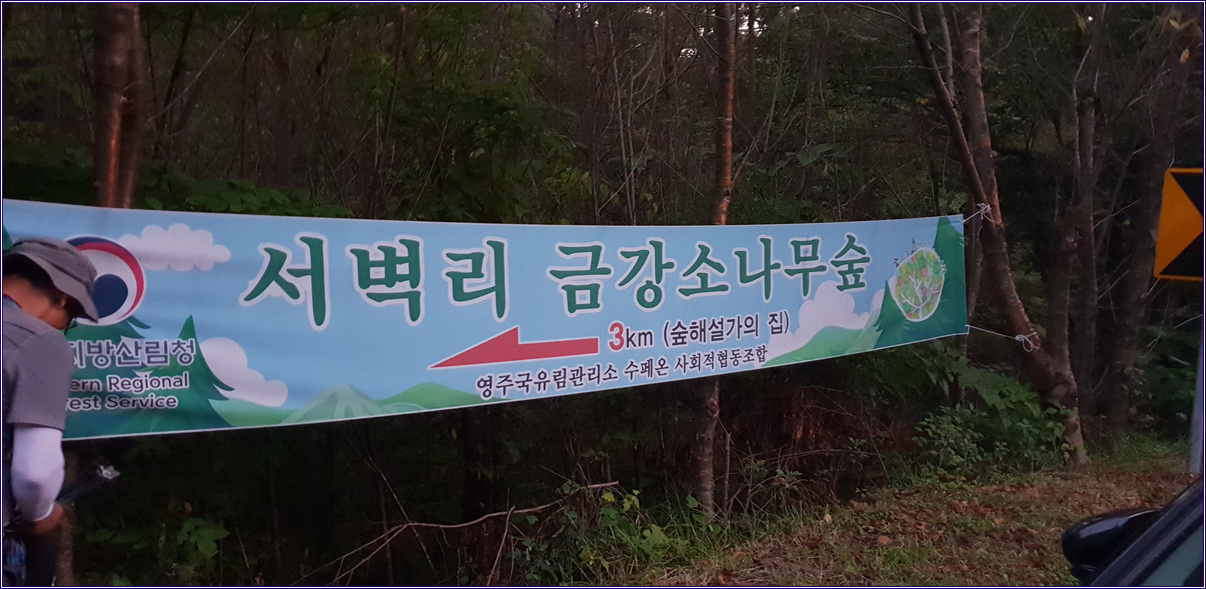 서벽리 금강소나무숲
3km (숲해설가의 집)
영주국유림관리소 수페온 사회적협동조합
지방산림청
Regional
Service